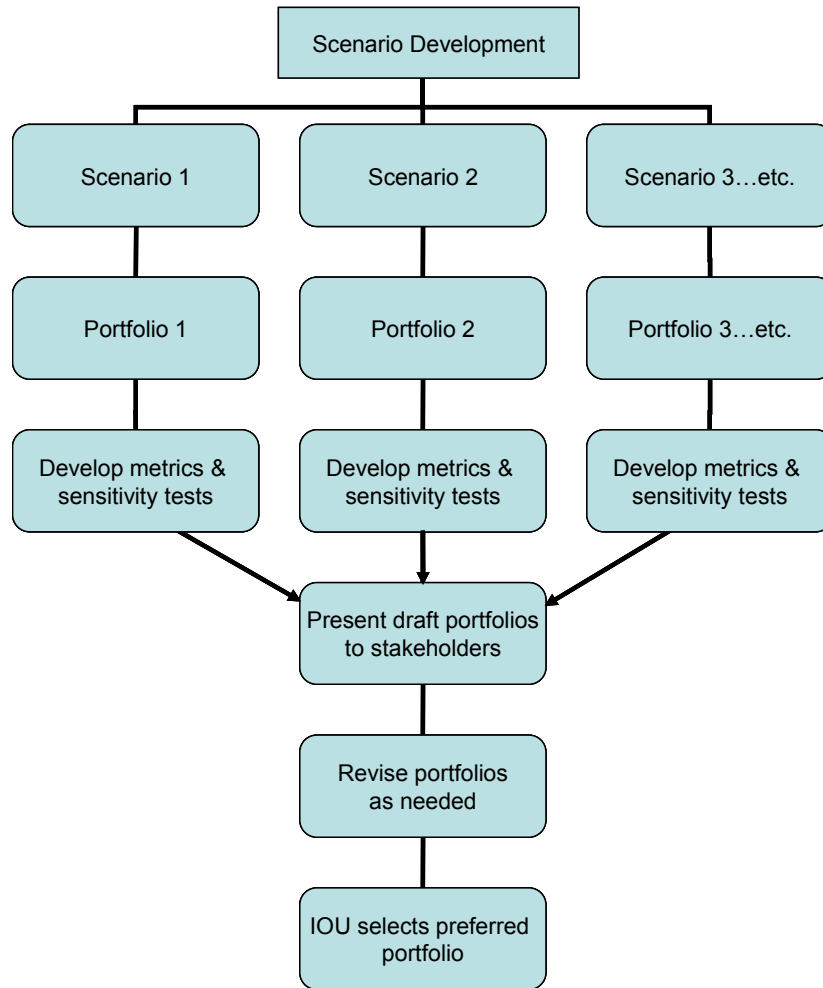 Scenario Development
Scenario 1
Scenario 2
Scenario 3…etc.
Portfolio 1
Portfolio 2
Portfolio 3…etc.
Develop metrics &
sensitivity tests
Develop metrics &
sensitivity tests
Develop metrics &
sensitivity tests
Present draft portfolios
to stakeholders
Revise portfolios
as needed
IOU selects preferred
portfolio